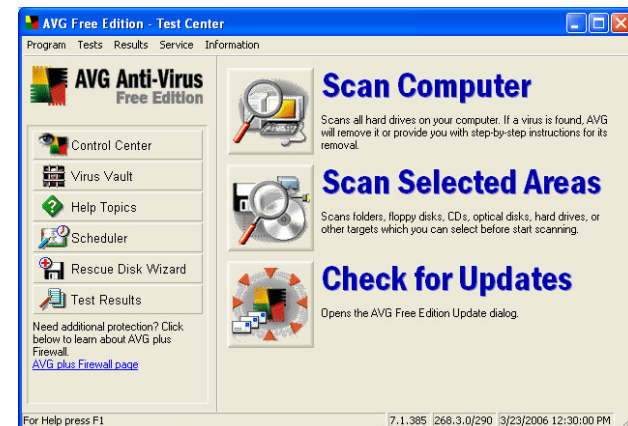 AVG Free Edition - Test Center
Program Tests Results Service Information
AVG Anti-Virus
Free Edition
Control Center
Virus Vault
Help Topics
Scheduler
Rescue Disk Wizard
Test Results
Need additional protection? Click
below to learn about AVG plus
Firewall.
AVG plus Firewall page
Scan Computer
Scans all hard drives on your computer. If a virus is found, AVG
will remove it or provide you with step-by-step instructions for its
removal.
Scan Selected Areas
Scans folders, floppy disks, CDs, optical disks, hard drives, or
other targets which you can select before start scanning.
Check for Updates
Opens the AVG Free Edition Update dialog.
For Help press F1
7.1.385 268.3.0/290 3/23/2006 12:30:00 PM